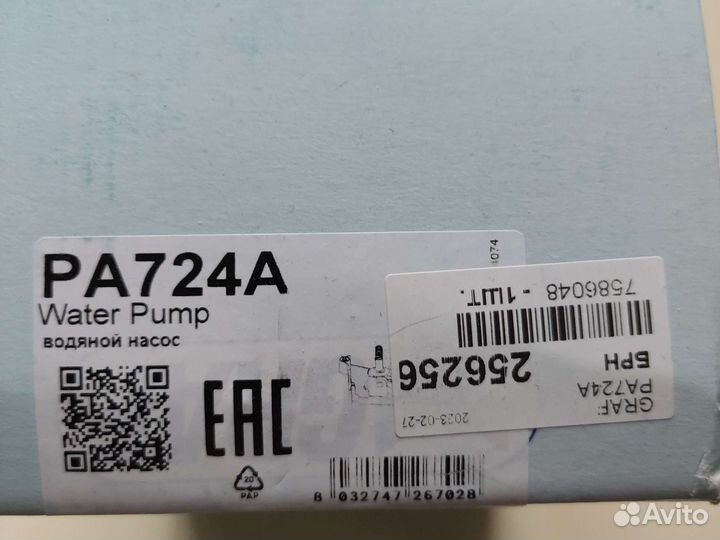 PA724A
Water Pump
водяной насос
4074
EAC
20
PAP
8 032747 267028
GRAF
PA724A
БРН
256256
7586048 - 1шт.
2023-02-27
Avito